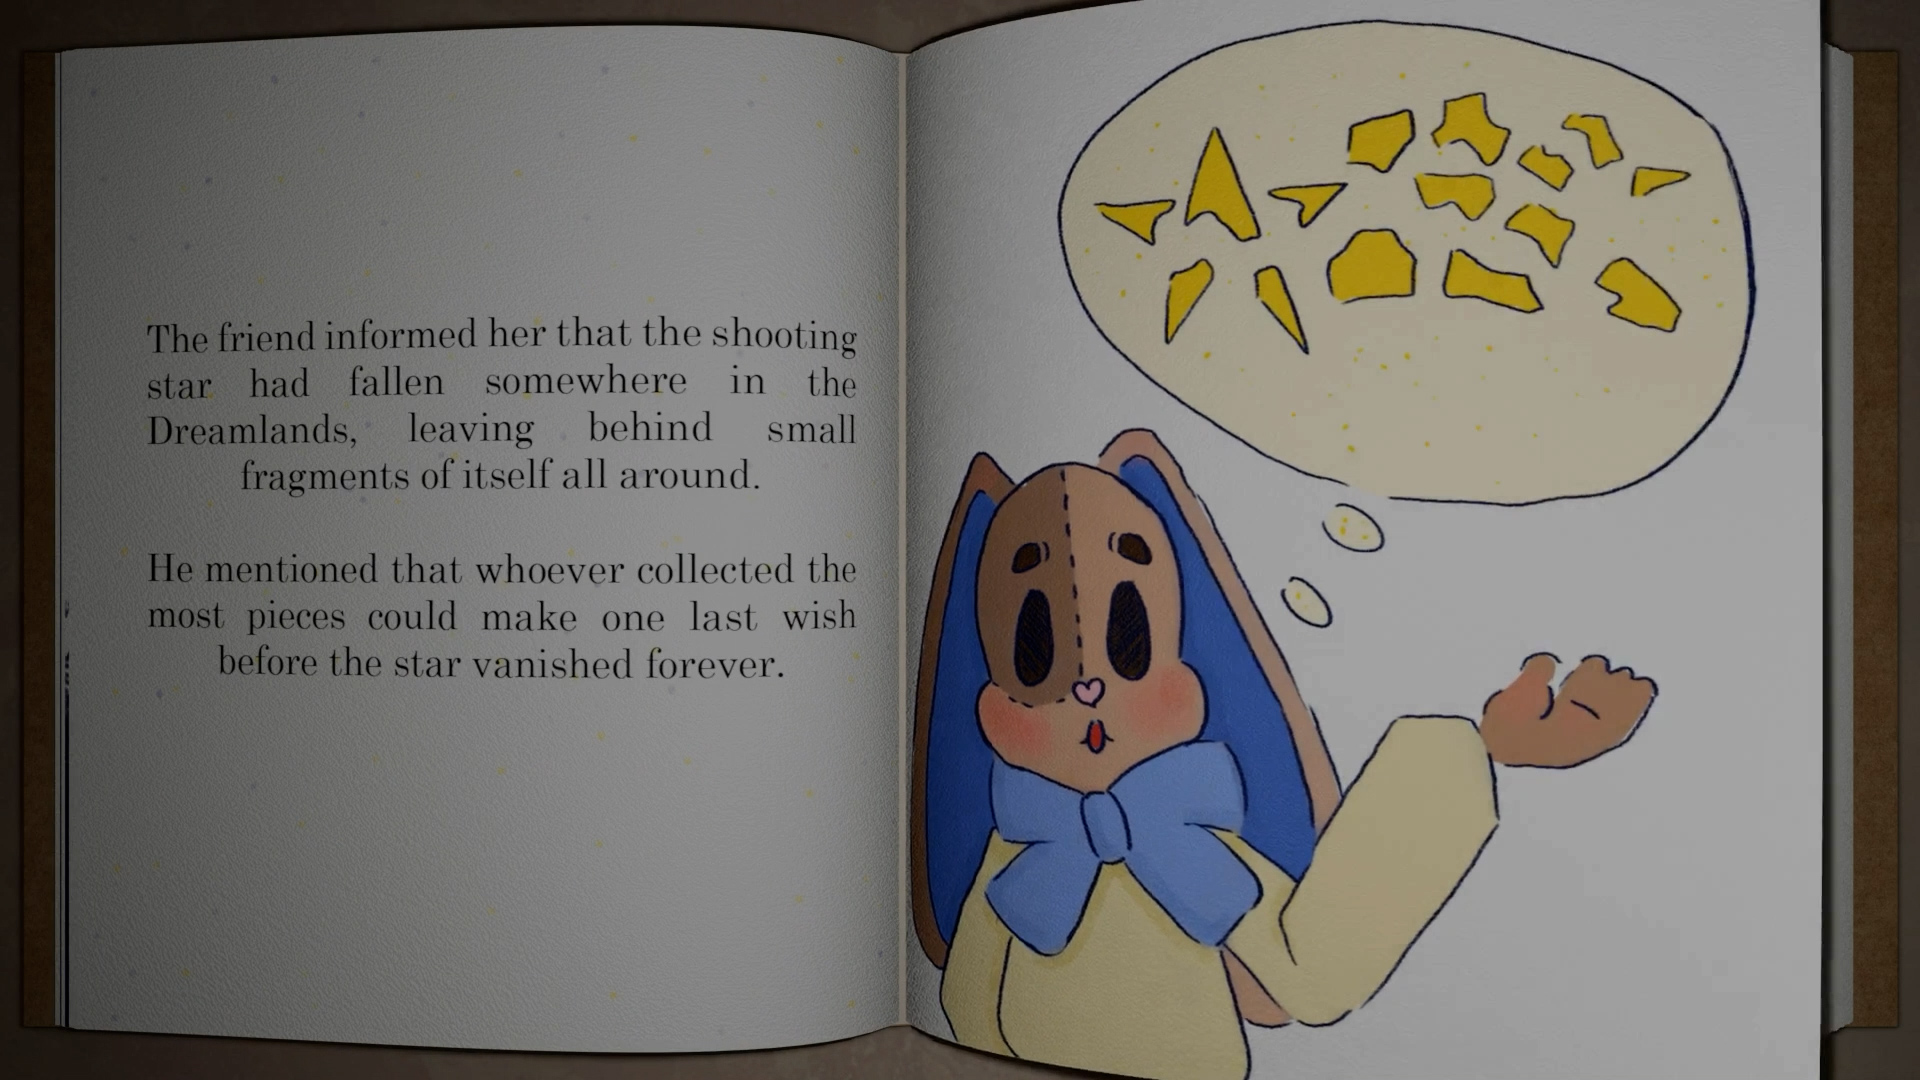 The friend informed her that the shooting
star had fallen somewhere in the
Dreamlands, leaving behind small
fragments of itself all around.
He mentioned that whoever collected the
most pieces could make one last wish
before the star vanished forever.